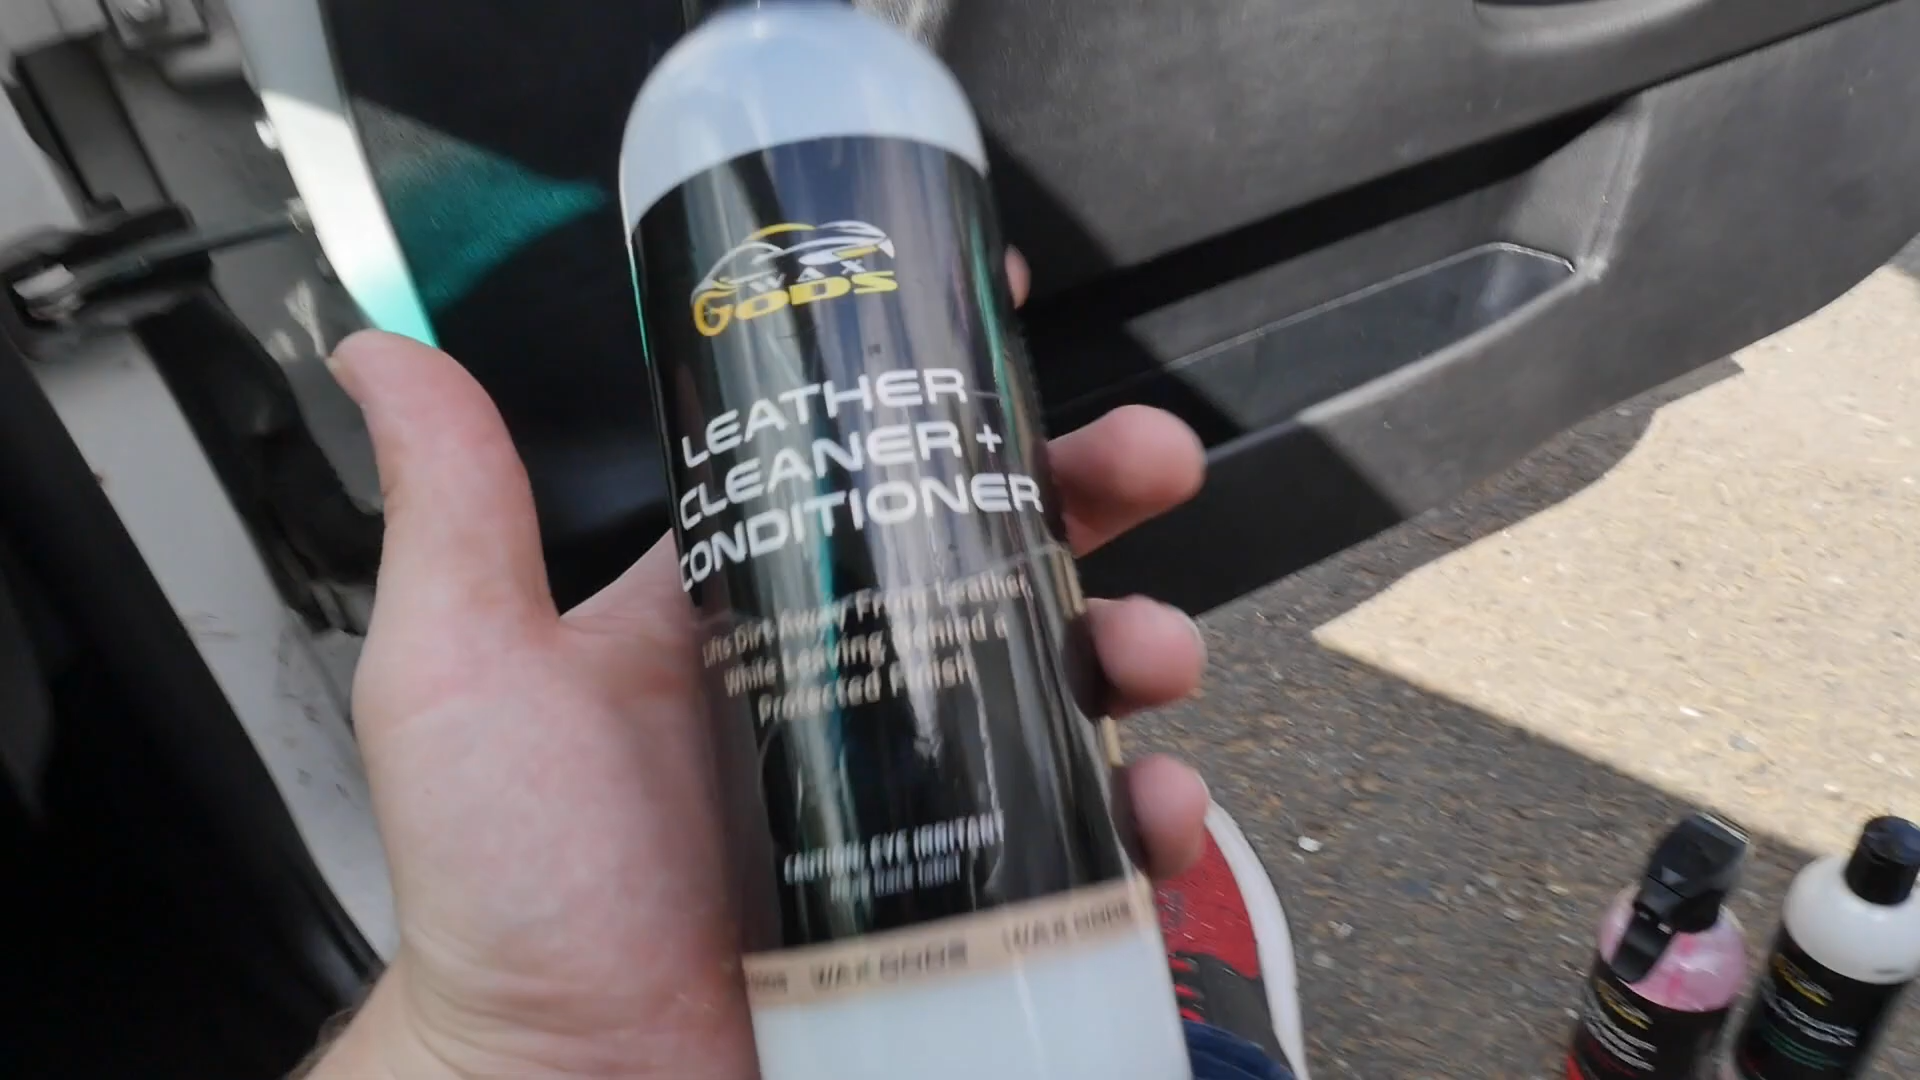 WAX
GODS
LEATHER
CLEANER +
CONDITIONER
Lifts Dirt Away From Leather
While Leaving Behind a
Protected Finish
CAUTION: EYE IRRITANT
WAX GODS WAX GODS